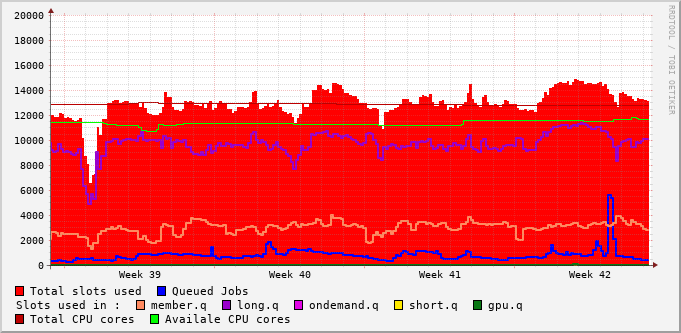 20000
18000
16000
14000
12000
10000
8000
6000
4000
2000
0
Week 39 Week 40 Week 41 Week 42
Total slots used Queued Jobs
Slots used in : member.q long.q ondemand.q short.q gpu.q
Total CPU cores Availale CPU cores
RRDTOOL / TOBI OETIKER